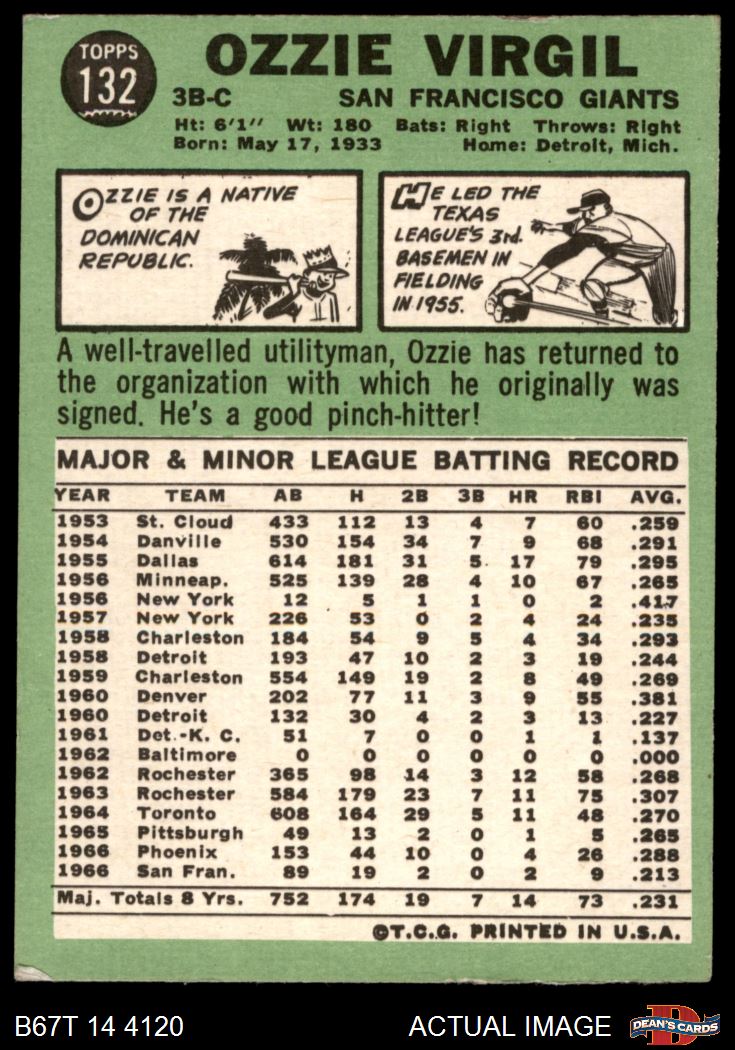 TOPPS
132
OZZIE VIRGIL
3B-C SAN FRANCISCO GIANTS
Ht: 6'1" Wt: 180 Bats: Right Throws: Right
Born: May 17, 1933 Home: Detroit, Mich.
OZZIE IS A NATIVE
OF THE
DOMINICAN
REPUBLIC.
HE LED THE
TEXAS
LEAGUE'S 3rd.
BASEMEN IN
FIELDING
IN 1955.
A well-travelled utilityman, Ozzie has returned to
the organization with which he originally was
signed. He's a good pinch-hitter!
MAJOR & MINOR LEAGUE BATTING RECORD
YEAR TEAM AB H 2B 3B HR RBI AVG.
1953 St. Cloud 433 112 13 4 7 60 .259
1954 Danville 530 154 34 7 9 68 .291
1955 Dallas 614 181 31 5 17 79 .295
1956 Minneap. 525 139 28 4 10 67 .265
1956 New York 12 5 1 1 0 2 .417
1957 New York 226 53 0 2 4 24 .235
1958 Charleston 184 54 9 5 4 34 .293
1958 Detroit 193 47 10 2 3 19 .244
1959 Charleston 554 149 19 2 8 49 .269
1960 Denver 202 77 11 3 9 55 .381
1960 Detroit 132 30 4 2 3 13 .227
1961 Det.-K. C. 51 7 0 0 1 1 .137
1962 Baltimore 0 0 0 0 0 0 .000
1962 Rochester 365 98 14 3 12 58 .268
1963 Rochester 584 179 23 7 11 75 .307
1964 Toronto 608 164 29 5 11 48 .270
1965 Pittsburgh 49 13 2 0 1 5 .265
1966 Phoenix 153 44 10 0 4 26 .288
1966 San Fran. 89 19 2 0 2 9 .213
Maj. Totals 8 Yrs. 752 174 19 7 14 73 .231
©T.C.G. PRINTED IN U.S.A.
B67T 14 4120 ACTUAL IMAGE DEAN'S CARDS